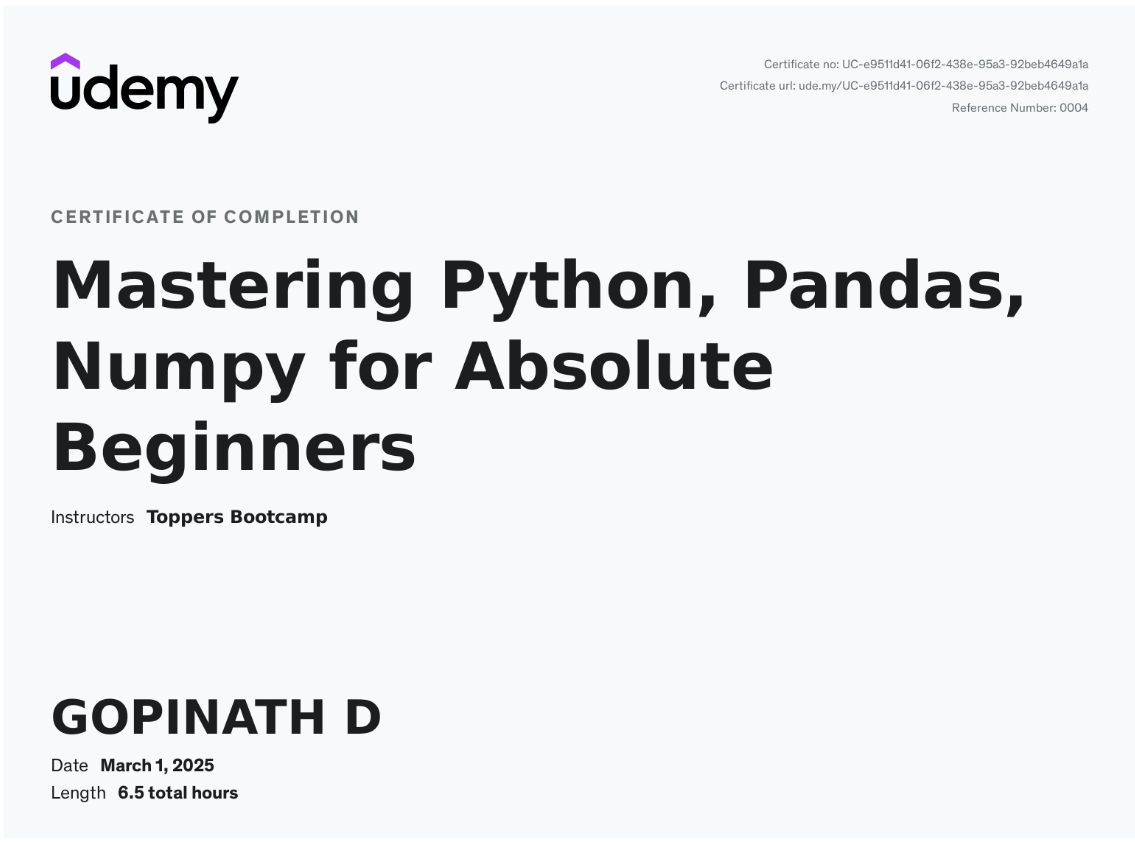 udemy
Certificate no: UC-e9511d41-06f2-438e-95a3-92beb4649a1a
Certificate url: ude.my/UC-e9511d41-06f2-438e-95a3-92beb4649a1a
Reference Number: 0004
CERTIFICATE OF COMPLETION
Mastering Python, Pandas,
Numpy for Absolute
Beginners
Instructors Toppers Bootcamp
GOPINATH D
Date March 1, 2025
Length 6.5 total hours